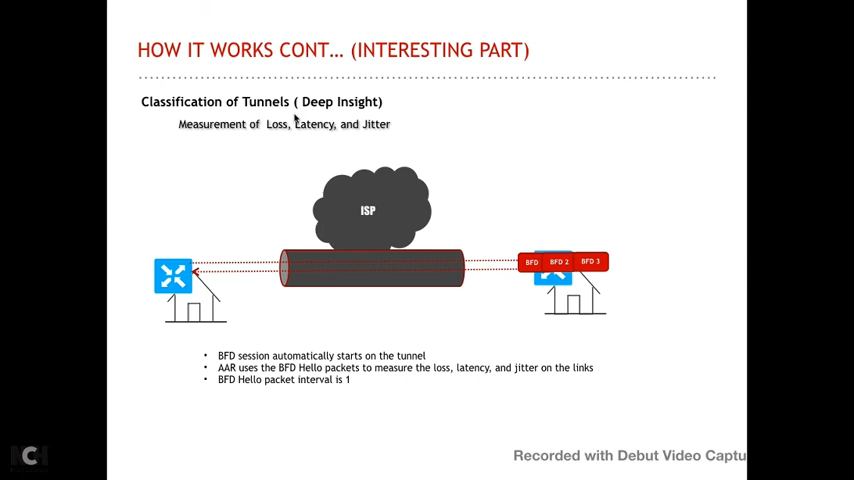 HOW IT WORKS CONT... (INTERESTING PART)
Classification of Tunnels ( Deep Insight)
Measurement of Loss, Latency, and Jitter
ISP
BFD BFD 2 BFD 3
• BFD session automatically starts on the tunnel
• AAR uses the BFD Hello packets to measure the loss, latency, and jitter on the links
• BFD Hello packet interval is 1
NCH
Recorded with Debut Video Captu